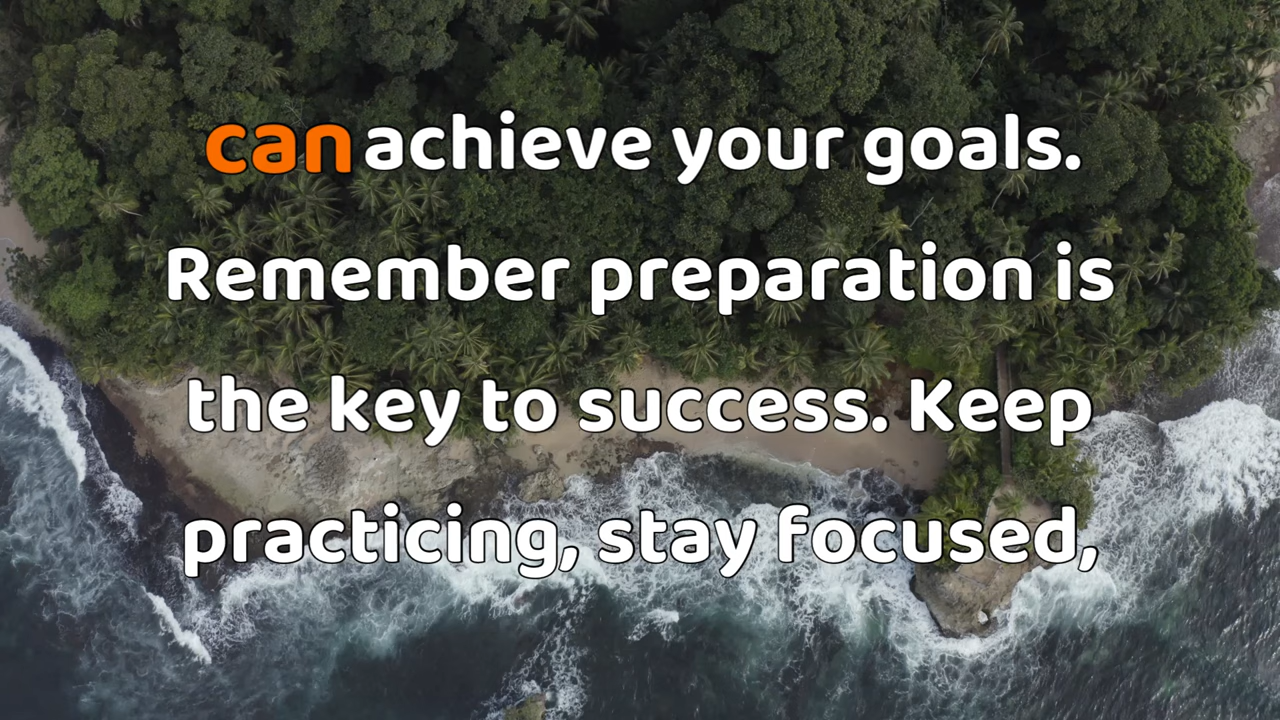 can achieve your goals.
Remember preparation is
the key to success. Keep
practicing, stay focused,